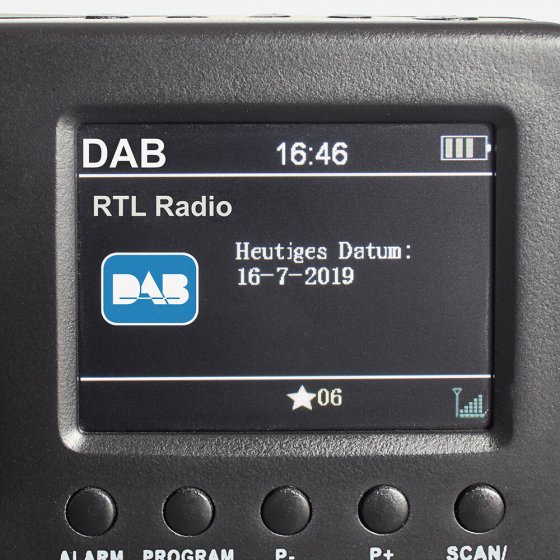 DAB 16:46
RTL Radio
Heutiges Datum:
16-7-2019
DAB
06
ALARM PROGRAM P- P+ SCAN/